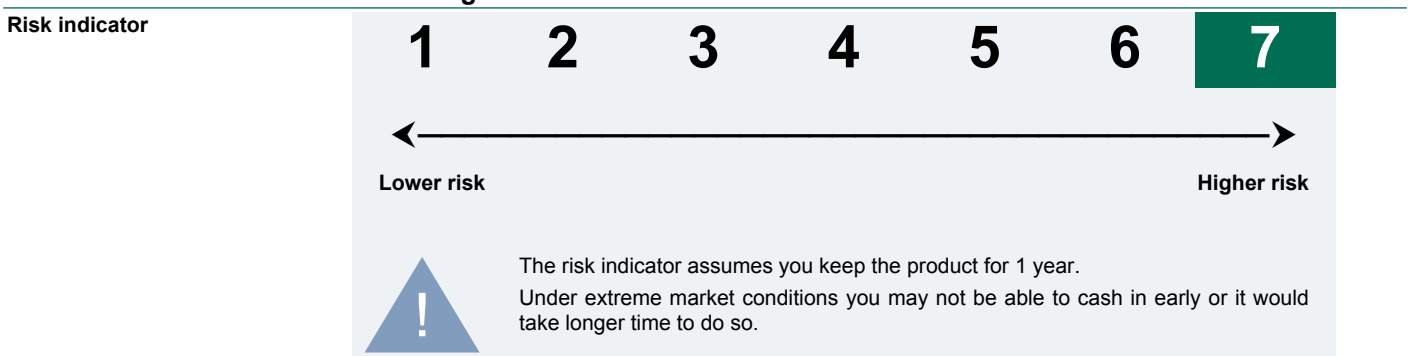 Risk indicator
1 2 3 4 5 6 7
Lower risk Higher risk
!
The risk indicator assumes you keep the product for 1 year.
Under extreme market conditions you may not be able to cash in early or it would
take longer time to do so.